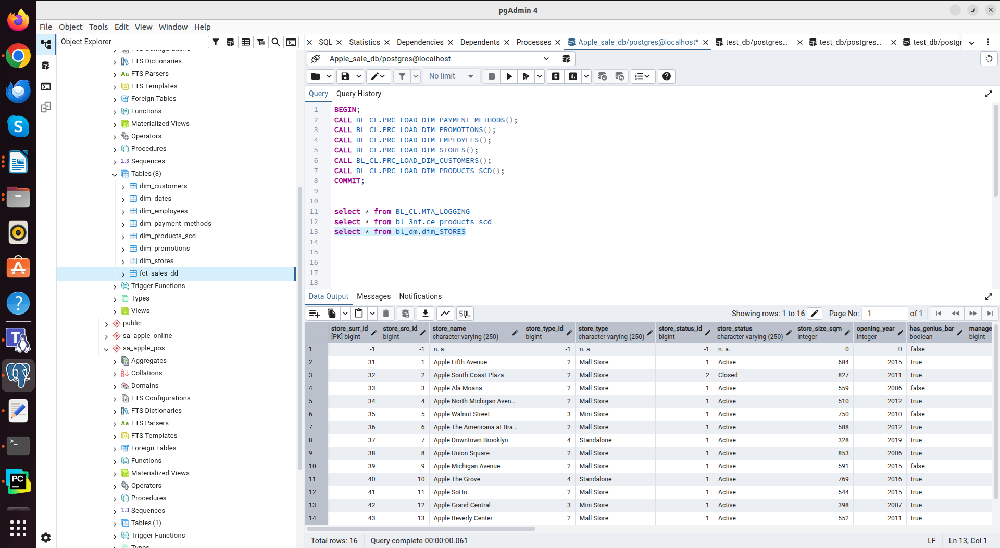 pgAdmin 4
File Object Tools Edit View Window Help
Object Explorer
SQL Statistics Dependencies Dependents Processes Apple_sale_db/postgres@localhost* test_db/postgres... test_db/postgres... test_db/postgr
FTS Configurations
FTS Dictionaries
Aa FTS Parsers
FTS Templates
Foreign Tables
Functions
Materialized Views
Operators
Procedures
1.3 Sequences
Tables (8)
dim_customers
dim_dates
dim_employees
dim_payment_methods
dim_products_scd
dim_promotions
dim_stores
fct_sales_dd
Trigger Functions
Types
Views
public
sa_apple_online
sa_apple_pos
Aggregates
Collations
Domains
FTS Configurations
FTS Dictionaries
Aa FTS Parsers
FTS Templates
Foreign Tables
Functions
Materialized Views
Operators
Procedures
1.3 Sequences
Tables (1)
Trigger Functions
Types
Apple_sale_db/postgres@localhost
No limit
Query Query History
1 BEGIN;
2 CALL BL_CL.PRC_LOAD_DIM_PAYMENT_METHODS();
3 CALL BL_CL.PRC_LOAD_DIM_PROMOTIONS();
4 CALL BL_CL.PRC_LOAD_DIM_EMPLOYEES();
5 CALL BL_CL.PRC_LOAD_DIM_STORES();
6 CALL BL_CL.PRC_LOAD_DIM_CUSTOMERS();
7 CALL BL_CL.PRC_LOAD_DIM_PRODUCTS_SCD();
8 COMMIT;
9
10
11 select * from BL_CL.MTA_LOGGING
12 select * from bl_3nf.ce_products_scd
13 select * from bl_dm.dim_STORES
14
15
16
17
18
Data Output Messages Notifications
SQL Showing rows: 1 to 16 Page No: 1 of 1
store_surr_id store_src_id store_name store_type_id store_type store_status_id store_status store_size_sqm opening_year has_genius_bar manage
[PK] bigint bigint character varying (250) bigint character varying (250) bigint character varying (250) integer integer boolean bigint
1 -1 -1 n. a. -1 n. a. -1 n. a. 0 0 false
2 31 1 Apple Fifth Avenue 2 Mall Store 1 Active 684 2015 true
3 32 2 Apple South Coast Plaza 2 Mall Store 2 Closed 827 2011 true
4 33 3 Apple Ala Moana 2 Mall Store 1 Active 559 2006 false
5 34 4 Apple North Michigan Aven... 2 Mall Store 1 Active 510 2012 true
6 35 5 Apple Walnut Street 3 Mini Store 1 Active 750 2010 false
7 36 6 Apple The Americana at Bra... 2 Mall Store 1 Active 588 2012 true
8 37 7 Apple Downtown Brooklyn 4 Standalone 1 Active 328 2019 true
9 38 8 Apple Union Square 2 Mall Store 1 Active 853 2006 true
10 39 9 Apple Michigan Avenue 2 Mall Store 1 Active 591 2015 false
11 40 10 Apple The Grove 4 Standalone 1 Active 769 2016 true
12 41 11 Apple SoHo 2 Mall Store 1 Active 544 2015 true
13 42 12 Apple Grand Central 3 Mini Store 1 Active 398 2007 true
14 43 13 Apple Beverly Center 2 Mall Store 1 Active 552 2011 true
Total rows: 16 Query complete 00:00:00.061 LF Ln 13, Col 1